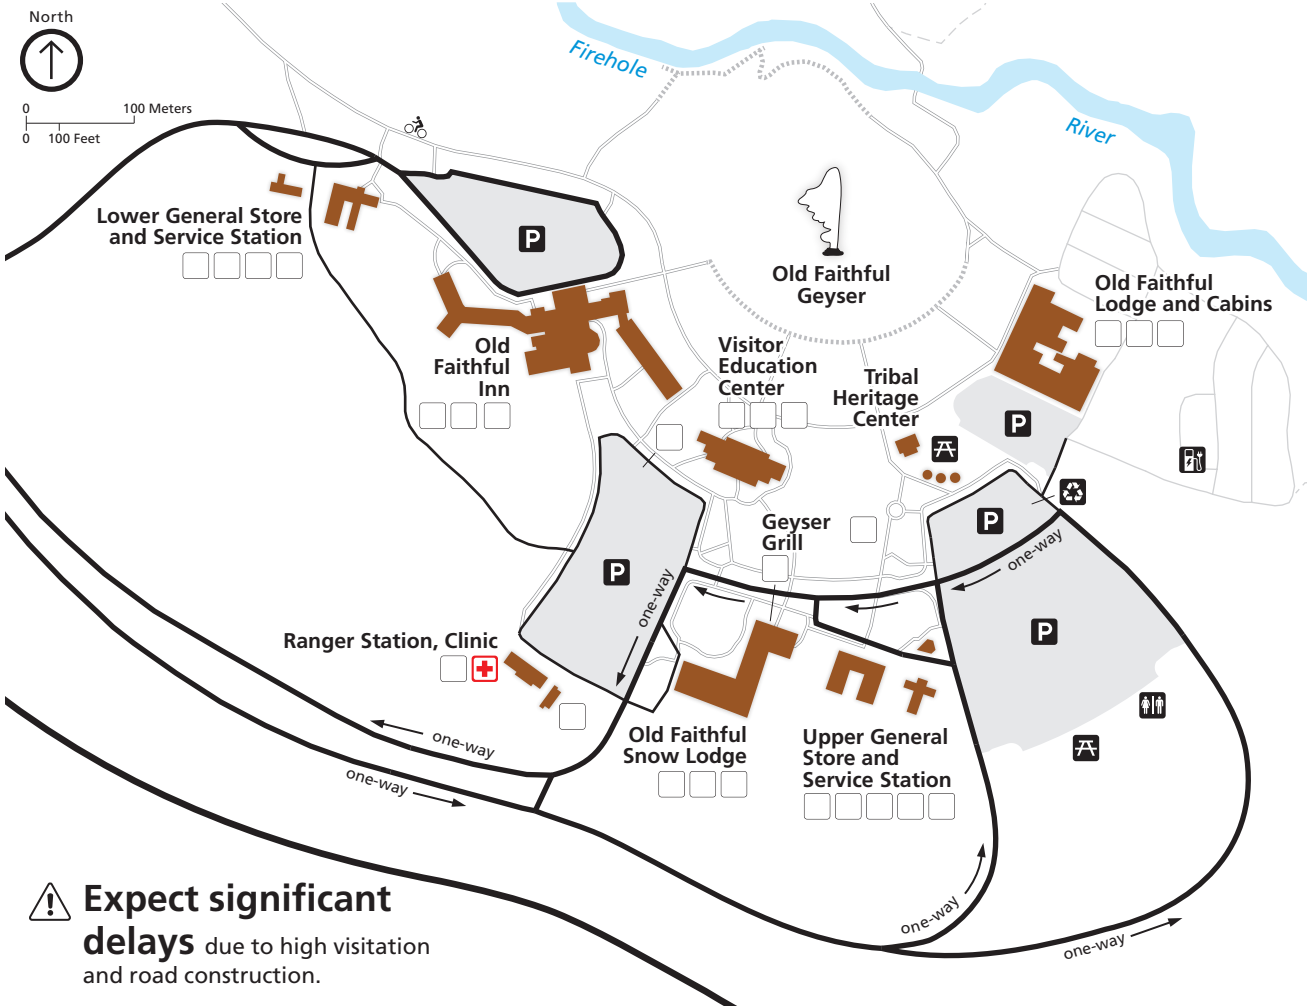 North
0
100 Meters
0
100 Feet
Firehole
River
Lower General Store
and Service Station
P
Old Faithful
Geyser
Old Faithful
Lodge and Cabins
Old
Faithful
Inn
Visitor
Education
Center
Tribal
Heritage
Center
P
Geyser
Grill
P
one-way
P
one-way
P
Ranger Station, Clinic
Old Faithful
Snow Lodge
Upper General
Store and
Service Station
one-way
one-way
one-way
one-way
Expect significant
delays due to high visitation
and road construction.